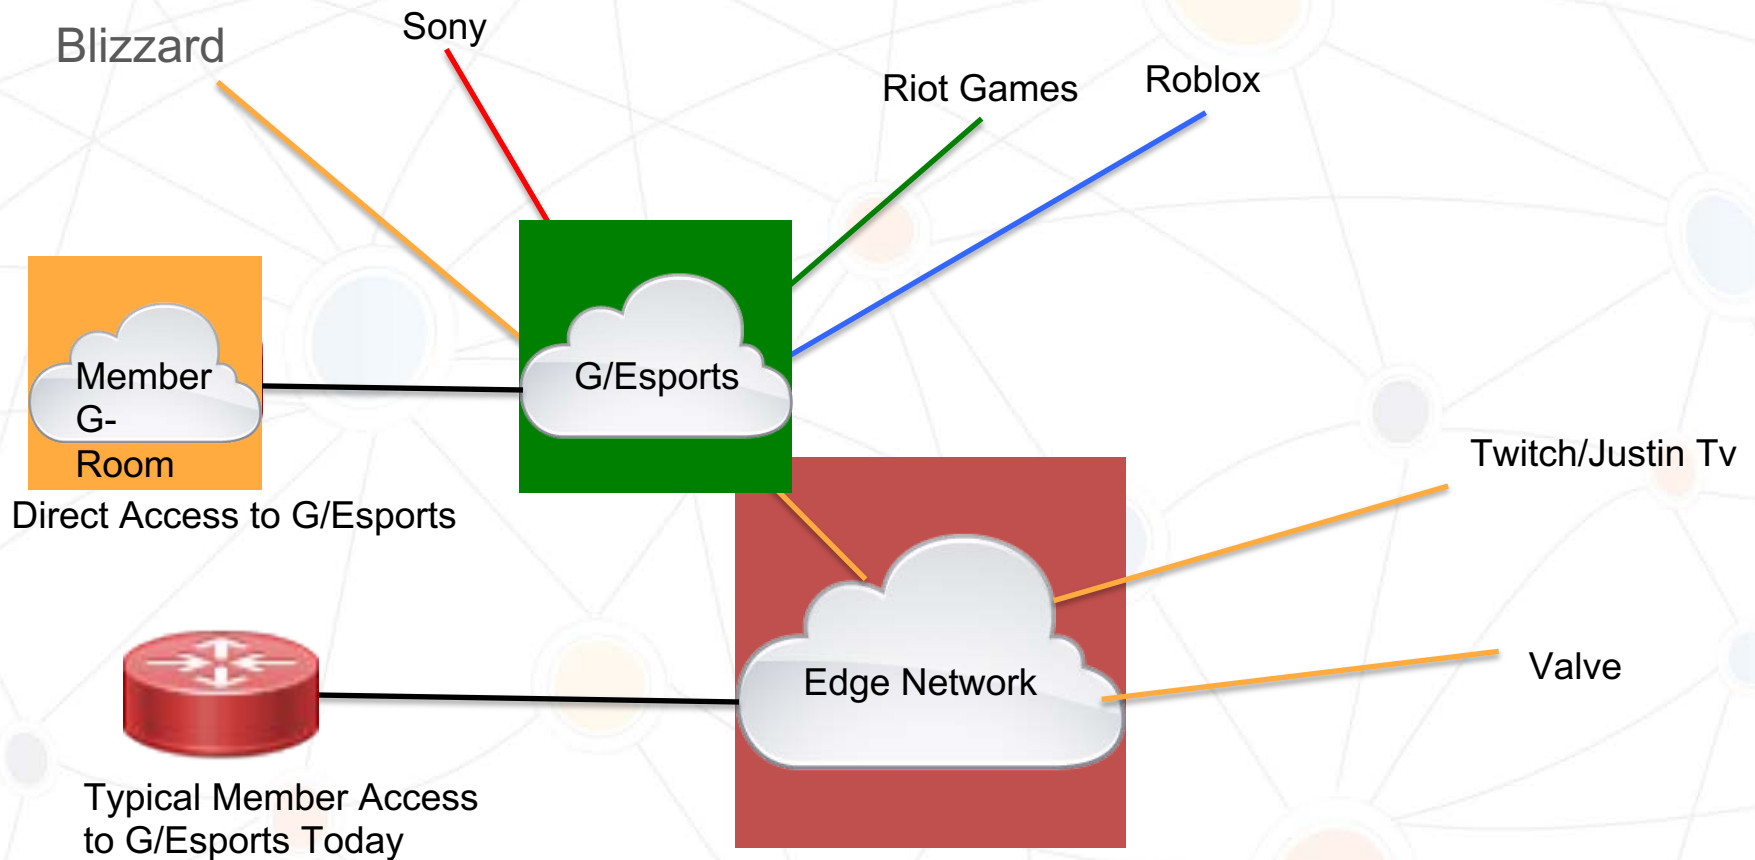 Blizzard
Sony
Riot Games
Roblox
Member
G-
Room
G/Esports
Direct Access to G/Esports
Twitch/Justin Tv
Edge Network
Valve
Typical Member Access
to G/Esports Today